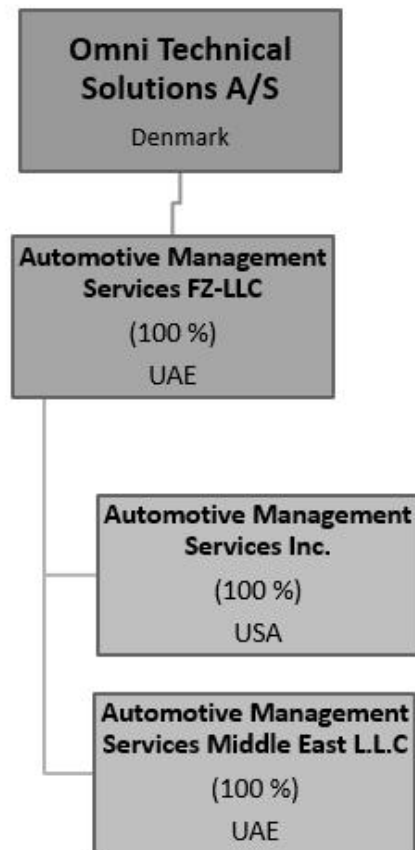 Omni Technical
Solutions A/S
Denmark
Automotive Management
Services FZ-LLC
(100 %)
UAE
Automotive Management
Services Inc.
(100 %)
USA
Automotive Management
Services Middle East L.L.C
(100 %)
UAE